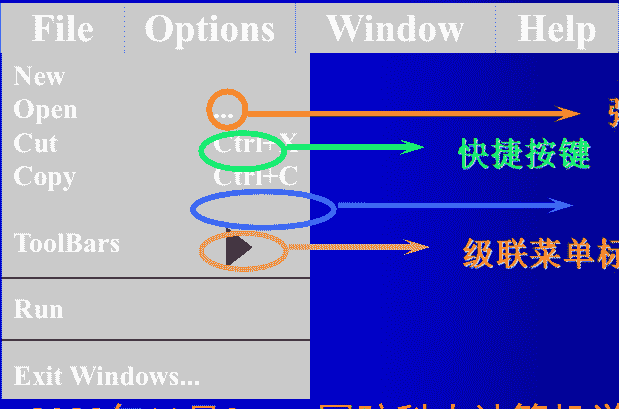 File Options Window Help
New
Open ...
Cut Ctrl+X
快捷按键
Copy Ctrl+C
ToolBars
级联菜单标
Run
Exit Windows...